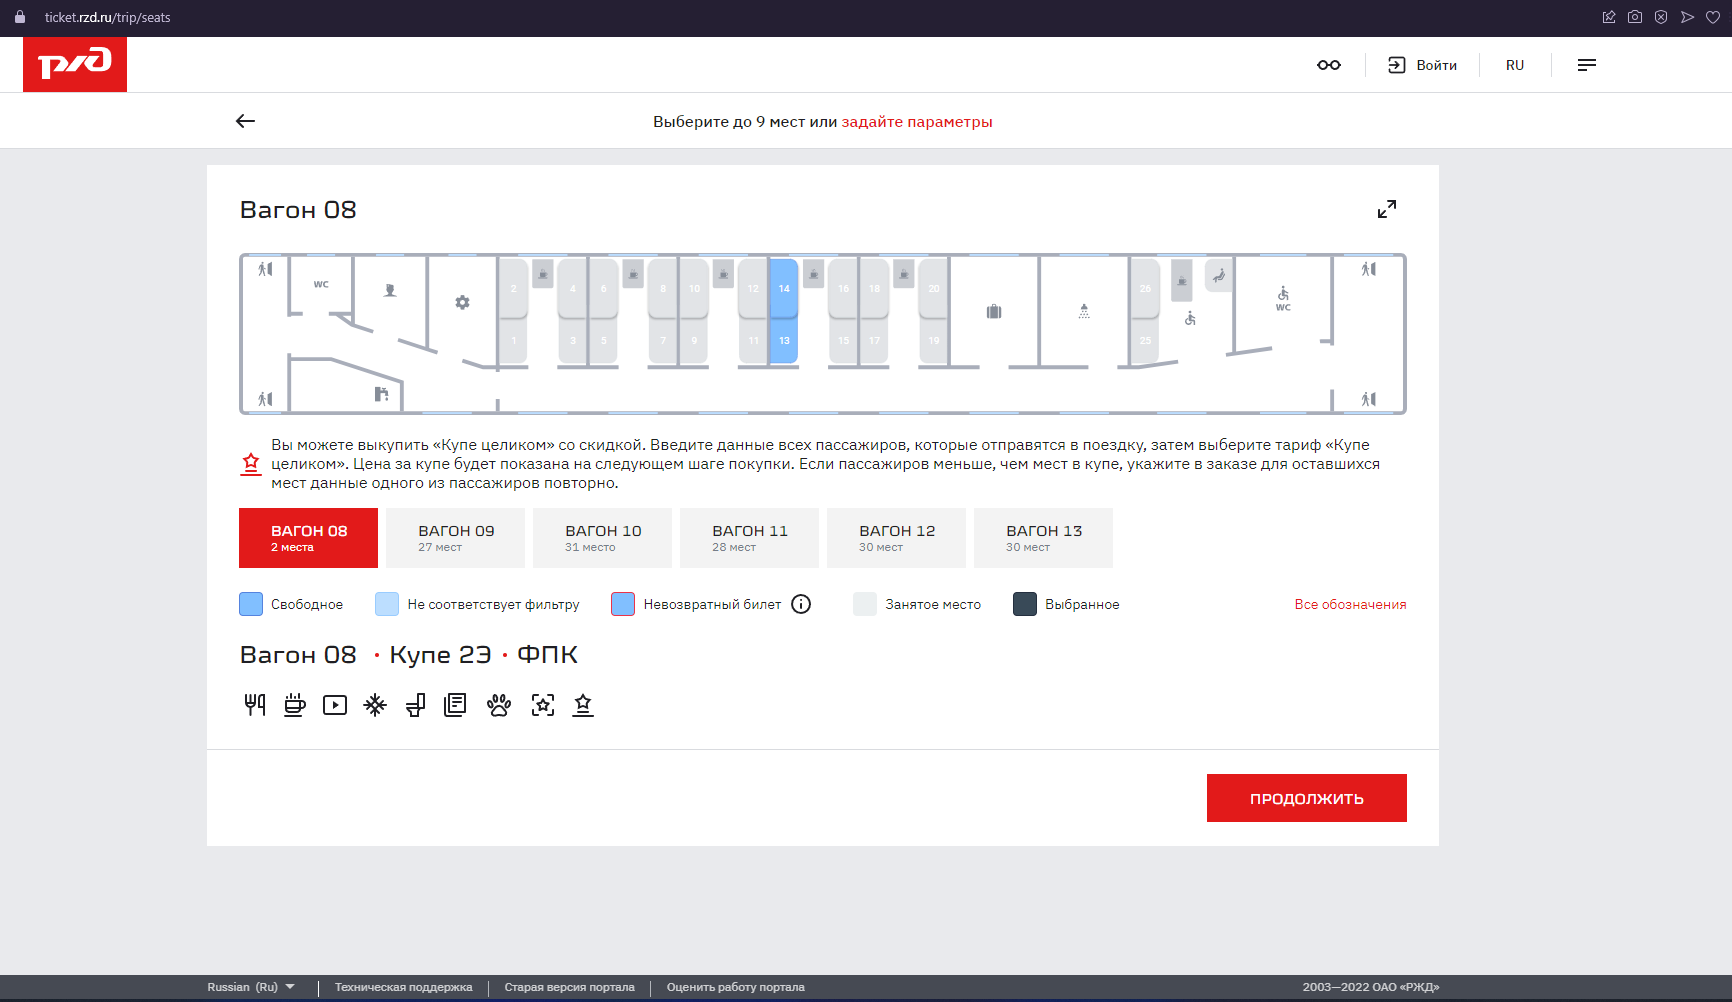 ticket.rzd.ru/trip/seats
ржд
Войти
RU
Выберите до 9 мест или задайте параметры
Вагон 08
WC
2 4 6 8 10 12 14 16 18 20 26
WC
1 3 5 7 9 11 13 15 17 19 25
Вы можете выкупить «Купе целиком» со скидкой. Введите данные всех пассажиров, которые отправятся в поездку, затем выберите тариф «Купе
целиком». Цена за купе будет показана на следующем шаге покупки. Если пассажиров меньше, чем мест в купе, укажите в заказе для оставшихся
мест данные одного из пассажиров повторно.
ВАГОН 08 ВАГОН 09 ВАГОН 10 ВАГОН 11 ВАГОН 12 ВАГОН 13
2 места 27 мест 31 место 28 мест 30 мест 30 мест
Свободное Не соответствует фильтру Невозвратный билет Занятое место Выбранное Все обозначения
Вагон 08 • Купе 2Э • ФПК
ПРОДОЛЖИТЬ
Russian (Ru) Техническая поддержка Старая версия портала Оценить работу портала 2003—2022 ОАО «РЖД»